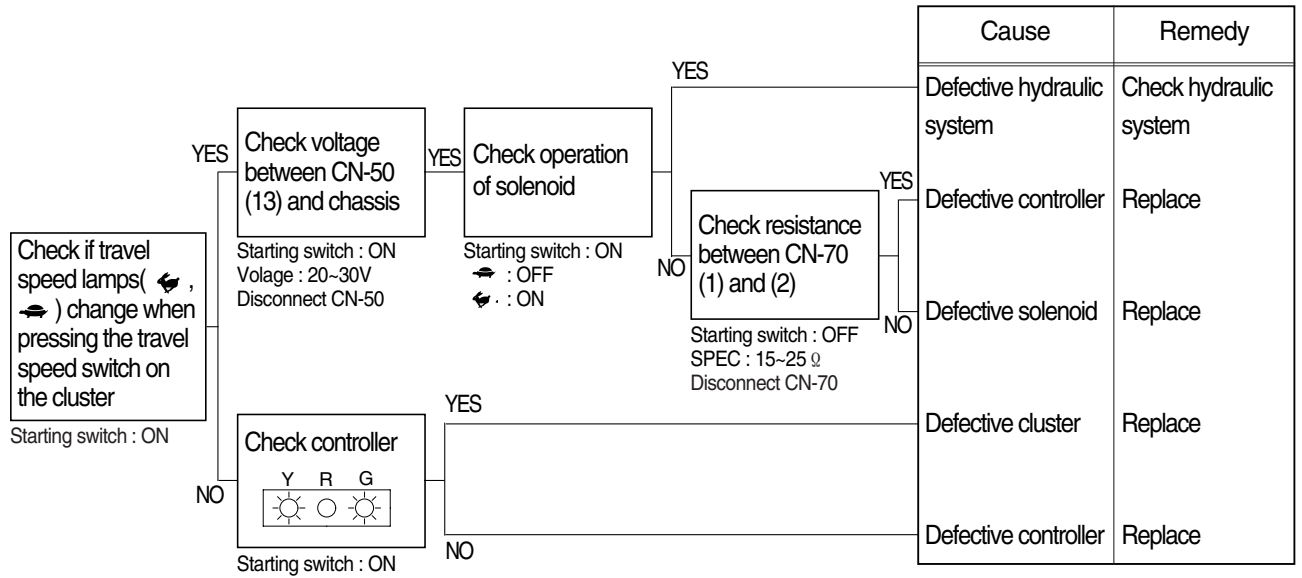 Cause
Remedy
YES
Defective hydraulic
system
Check hydraulic
system
YES
Check voltage
between CN-50
(13) and chassis
Starting switch : ON
Volage : 20~30V
Disconnect CN-50
YES
Check operation
of solenoid
Starting switch : ON
: OFF
: ON
NO
Check resistance
between CN-70
(1) and (2)
Starting switch : OFF
SPEC : 15~25 Ω
Disconnect CN-70
YES
Defective controller
Replace
NO
Defective solenoid
Replace
Check if travel
speed lamps( ,
) change when
pressing the travel
speed switch on
the cluster
Starting switch : ON
NO
Check controller
Y R G
Starting switch : ON
YES
Defective cluster
Replace
NO
Defective controller
Replace